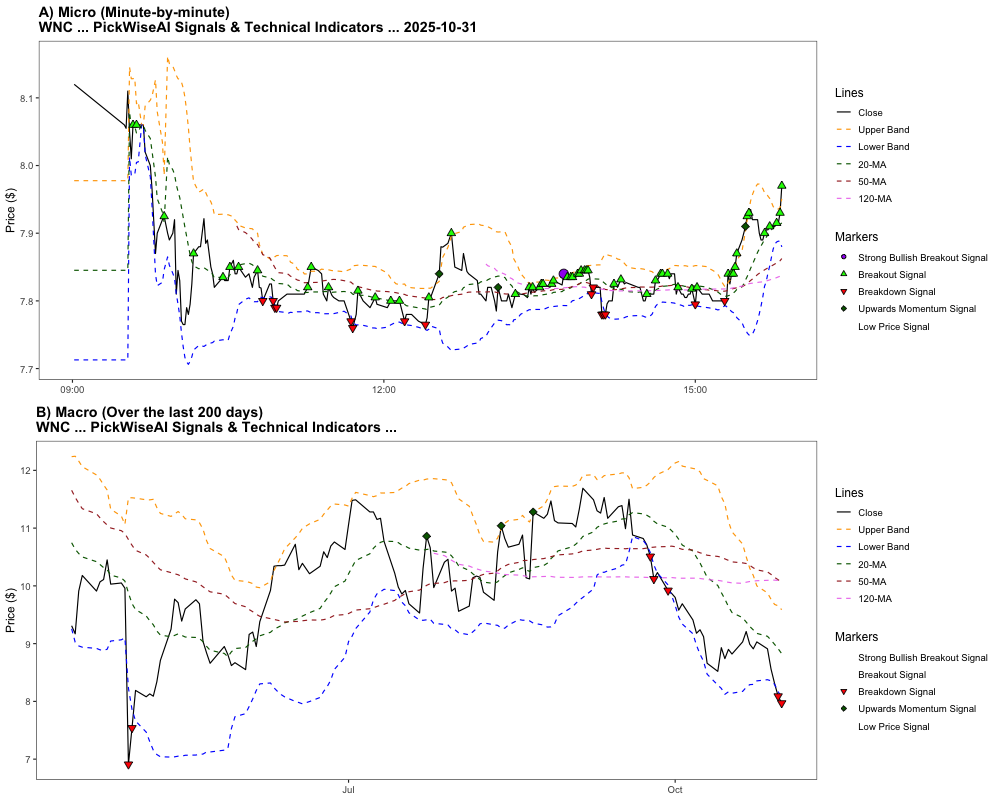 A) Micro (Minute-by-minute)
WNC ... PickWiseAI Signals & Technical Indicators ... 2025-10-31
Price ($)
8.1
8.0
7.9
7.8
7.7
09:00
12:00
15:00
Lines
Close
Upper Band
Lower Band
20-MA
50-MA
120-MA
Markers
Strong Bullish Breakout Signal
Breakout Signal
Breakdown Signal
Upwards Momentum Signal
Low Price Signal
B) Macro (Over the last 200 days)
WNC ... PickWiseAI Signals & Technical Indicators ...
Price ($)
12
11
10
9
8
7
Jul
Oct
Lines
Close
Upper Band
Lower Band
20-MA
50-MA
120-MA
Markers
Strong Bullish Breakout Signal
Breakout Signal
Breakdown Signal
Upwards Momentum Signal
Low Price Signal